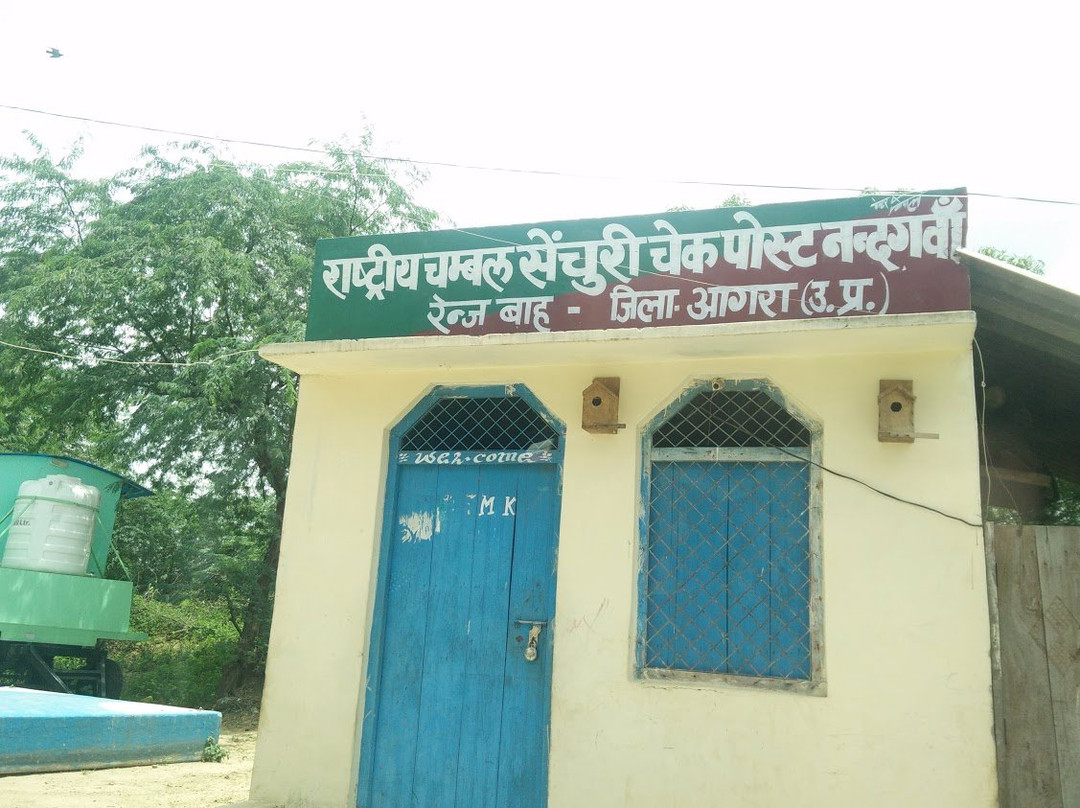 राष्ट्रीय चम्बल सेंचुरी चेक पोस्ट नन्दगवाँ
रेन्ज बाह - जिला- आगरा (उ.प्र.)
wel-come
MK